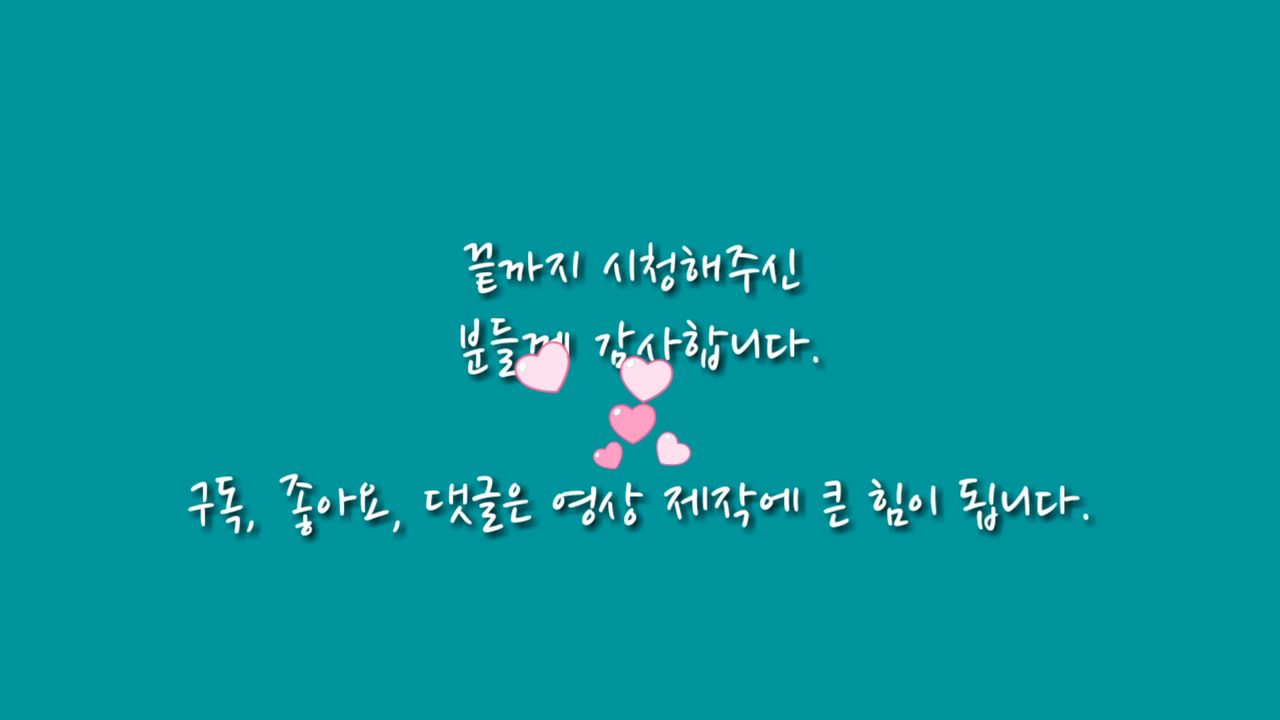 끝까지 시청해주신
분들께 감사합니다.
구독, 좋아요, 댓글은 영상 제작에 큰 힘이 됩니다.